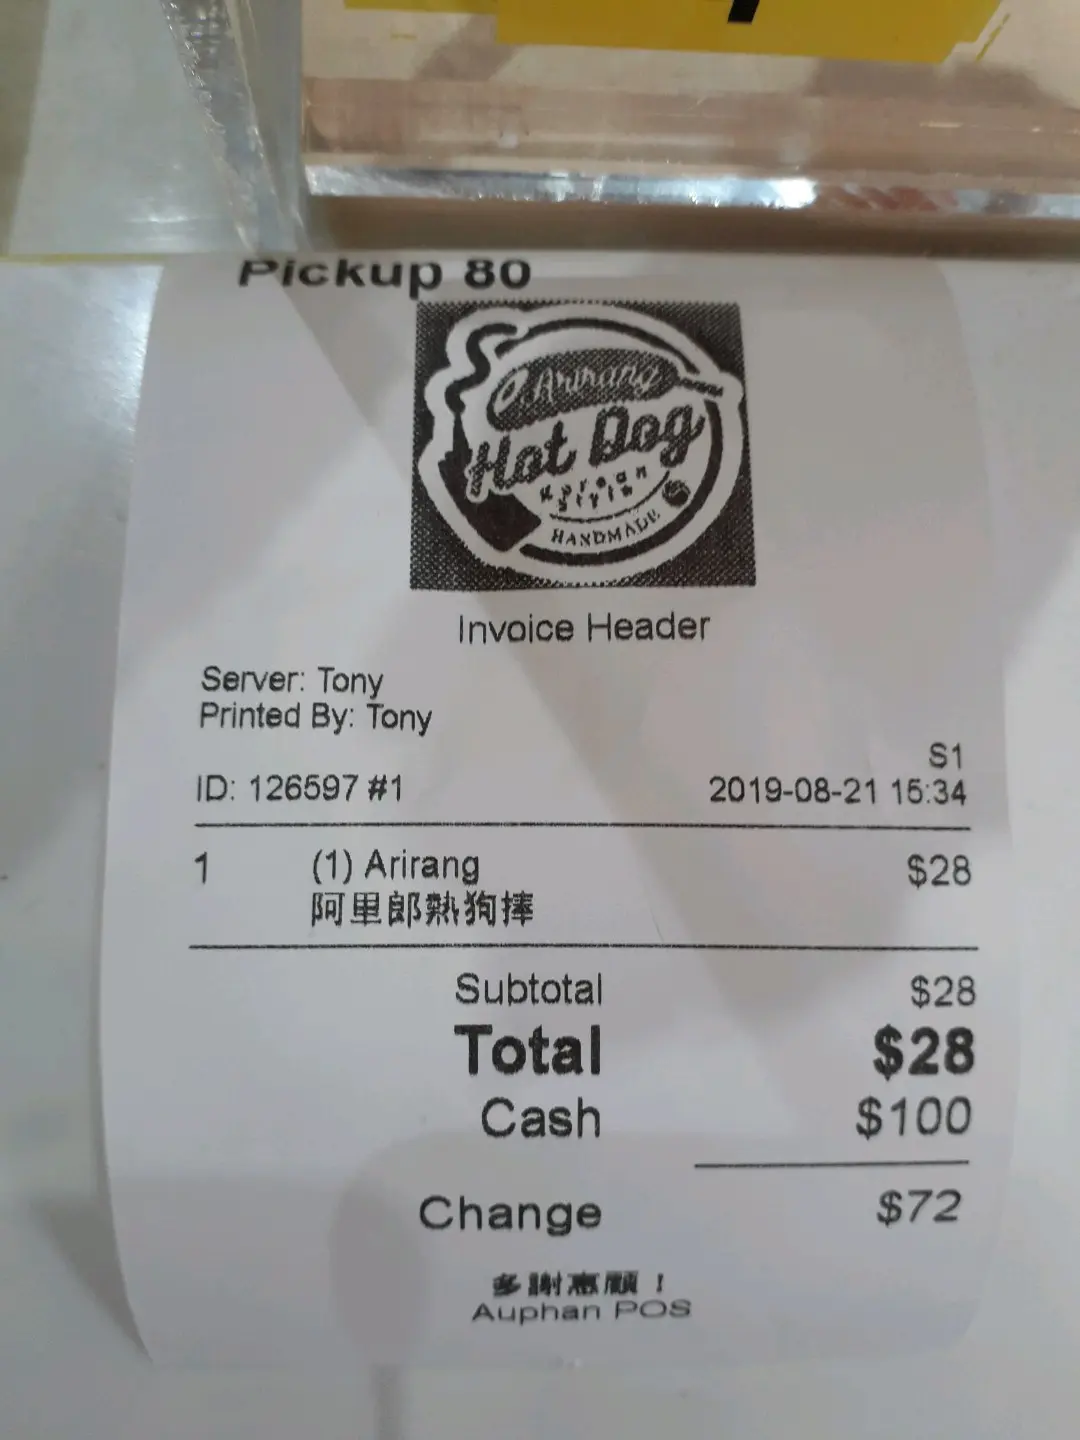 Pickup 80
Arirang
Hot Dog
Korean
Style
HANDMADE
Invoice Header
Server: Tony
Printed By: Tony
S1
ID: 126597 #1 2019-08-21 15:34
1 (1) Arirang $28
阿里郎熱狗捧
Subtotal $28
Total $28
Cash $100
Change $72
多謝惠顧！
Auphan POS